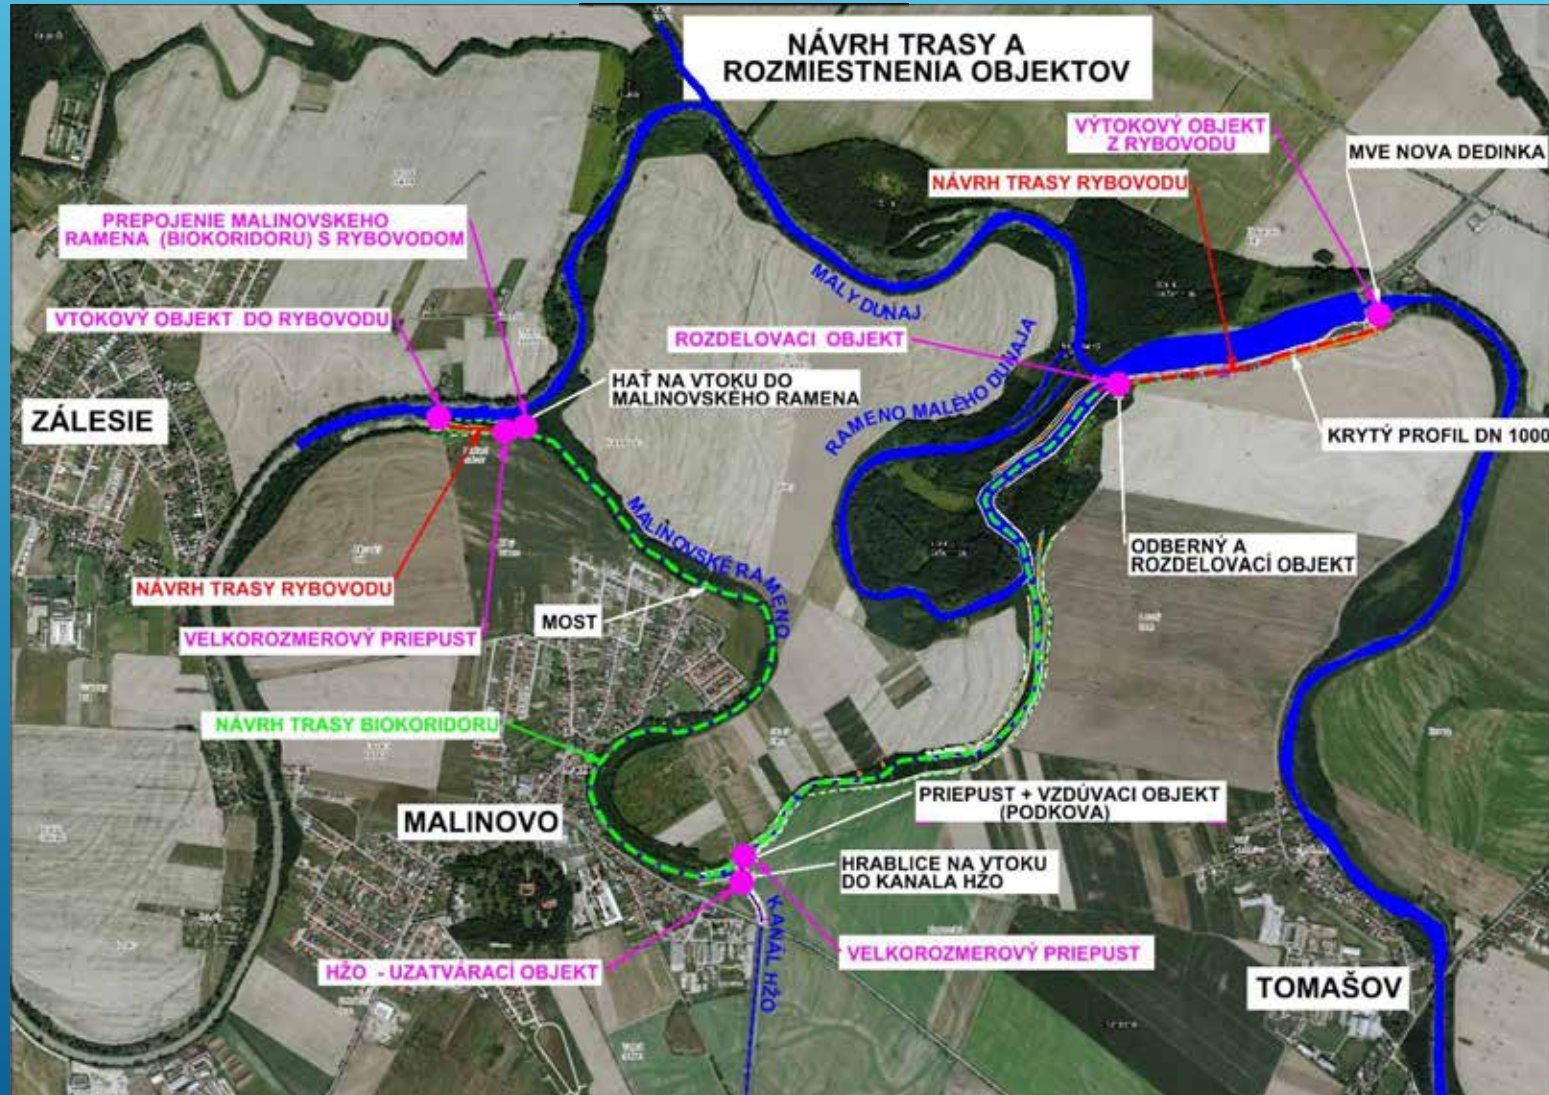 NÁVRH TRASY A
ROZMIESTNENIA OBJEKTOV
VÝTOKOVÝ OBJEKT
Z RYBOVODU
MVE NOVA DEDINKA
NÁVRH TRASY RYBOVODU
PREPOJENIE MALINOVSKEHO
RAMENA (BIOKORIDORU) S RYBOVODOM
MALY DUNAJ
VTOKOVÝ OBJEKT DO RYBOVODU
ROZDELOVACI OBJEKT
RAMENO MALÉHO DUNAJA
HAŤ NA VTOKU DO
MALINOVSKÉHO RAMENA
ZÁLESIE
KRYTÝ PROFIL DN 1000
MALINOVSKÉ RAMENO
ODBERNÝ A
ROZDELOVACÍ OBJEKT
NÁVRH TRASY RYBOVODU
MOST
VELKOROZMEROVÝ PRIEPUST
NÁVRH TRASY BIOKORIDORU
PRIEPUST + VZDÚVACI OBJEKT
(PODKOVA)
MALINOVO
HRABLICE NA VTOKU
DO KANALA HŽO
KANÁL HŽO
VELKOROZMEROVÝ PRIEPUST
HŽO - UZATVÁRACÍ OBJEKT
TOMAŠOV